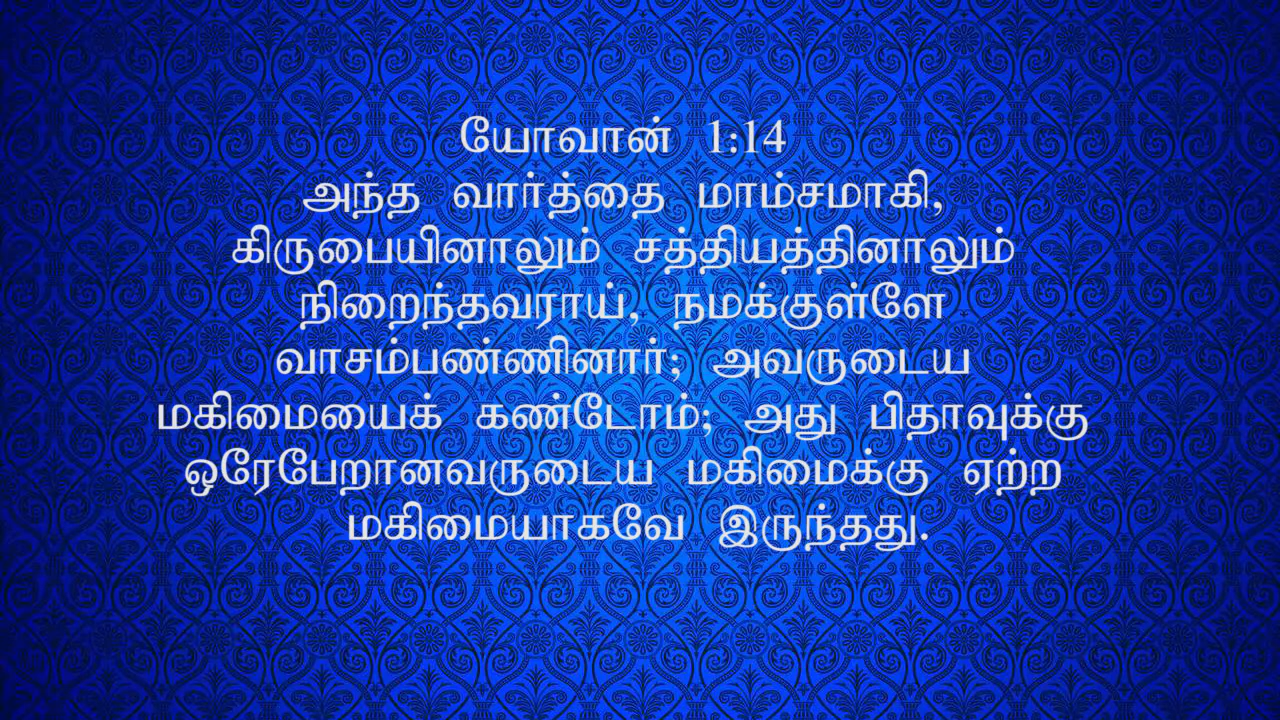 யோவான் 1:14
அந்த வார்த்தை மாம்சமாகி,
கிருபையினாலும் சத்தியத்தினாலும்
நிறைந்தவராய், நமக்குள்ளே
வாசம்பண்ணினார்; அவருடைய
மகிமையைக் கண்டோம்; அது பிதாவுக்கு
ஒரேபேறானவருடைய மகிமைக்கு ஏற்ற
மகிமையாகவே இருந்தது.